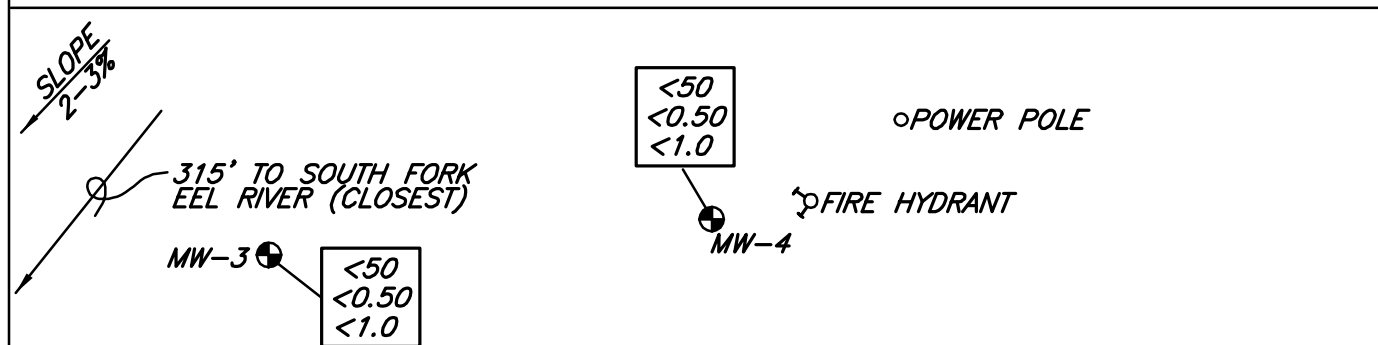 SLOPE
2-3%
<50
<0.50
<1.0
POWER POLE
315' TO SOUTH FORK
EEL RIVER (CLOSEST)
FIRE HYDRANT
MW-4
MW-3
<50
<0.50
<1.0